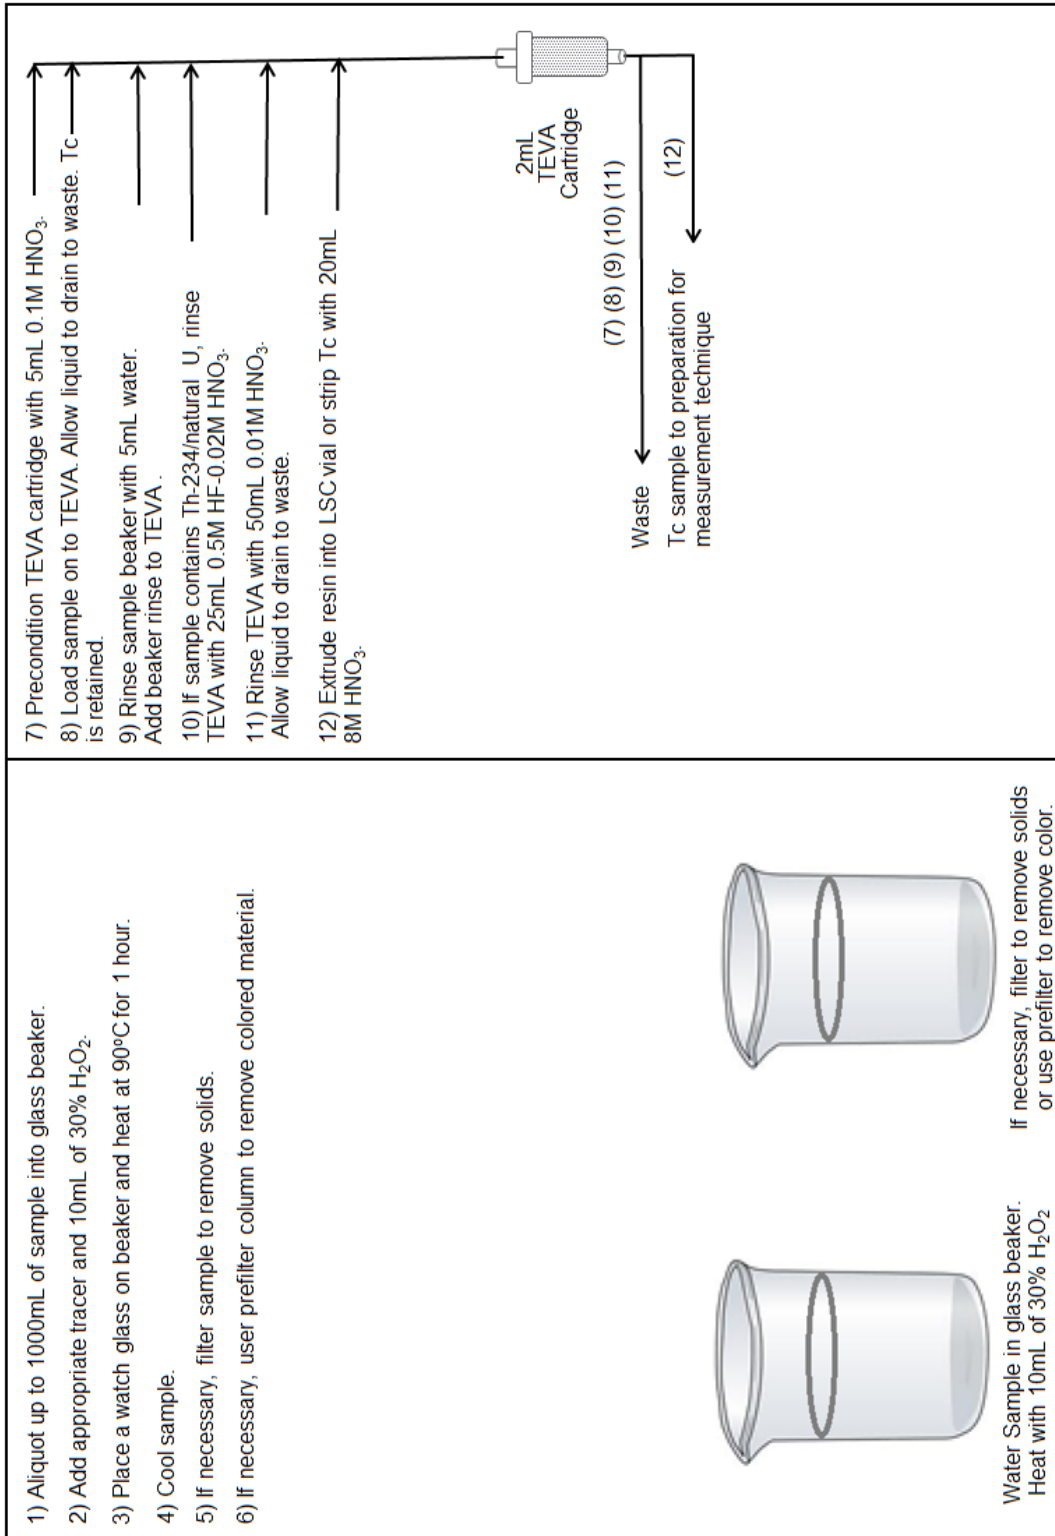 1) Aliquot up to 1000mL of sample into glass beaker.
2) Add appropriate tracer and 10mL of 30% H₂O₂.
3) Place a watch glass on beaker and heat at 90ºC for 1 hour.
4) Cool sample.
5) If necessary, filter sample to remove solids.
6) If necessary, user prefilter column to remove colored material.
Water Sample in glass beaker.
Heat with 10mL of 30% H₂O₂
If necessary, filter to remove solids
or use prefilter to remove color.
7) Precondition TEVA cartridge with 5mL 0.1M HNO₃.
8) Load sample on to TEVA. Allow liquid to drain to waste. Tc
is retained.
9) Rinse sample beaker with 5mL water.
Add beaker rinse to TEVA .
10) If sample contains Th-234/natural U, rinse
TEVA with 25mL 0.5M HF-0.02M HNO₃.
11) Rinse TEVA with 50mL 0.01M HNO₃.
Allow liquid to drain to waste.
12) Extrude resin into LSC vial or strip Tc with 20mL
8M HNO₃.
2mL
TEVA
Cartridge
(7) (8) (9) (10) (11)
(12)
Waste
Tc sample to preparation for
measurement technique